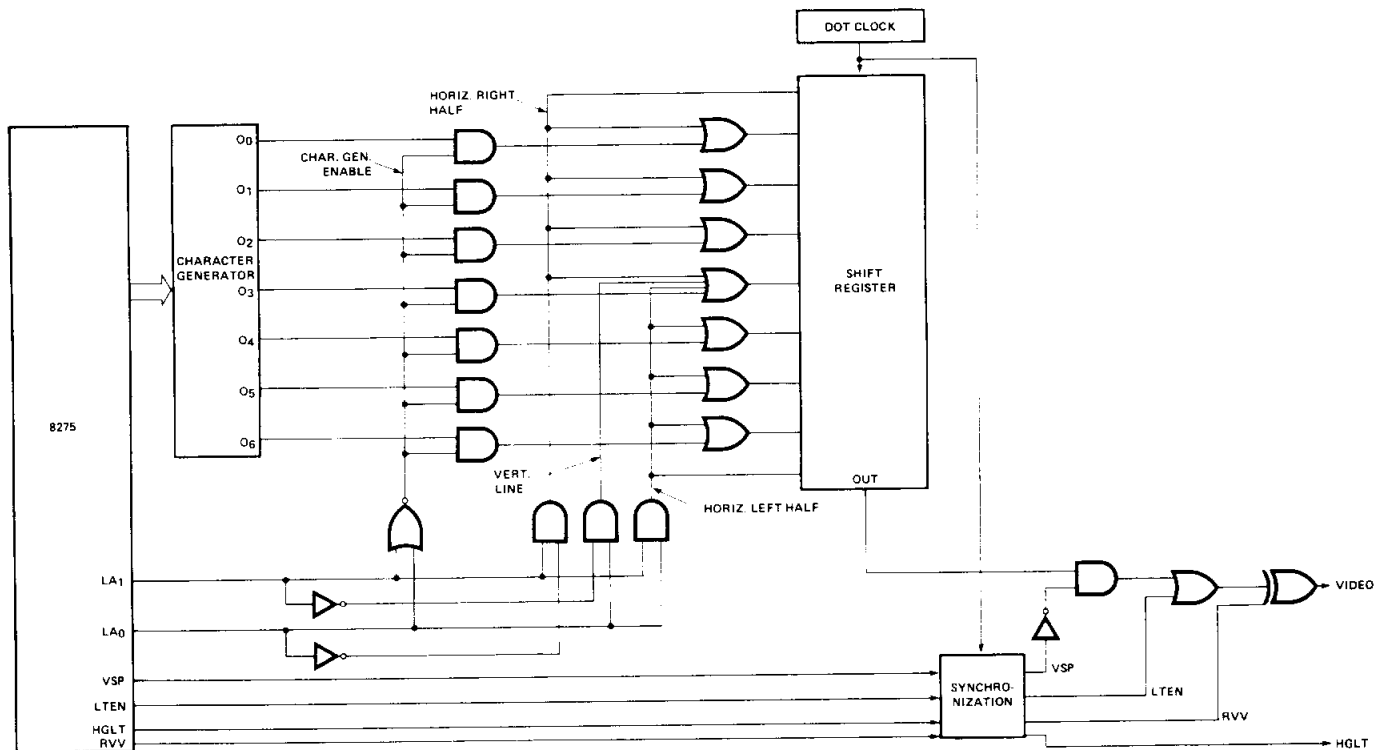 DOT CLOCK
HORIZ. RIGHT
HALF
CHAR. GEN.
ENABLE
O0
O1
O2
CHARACTER
GENERATOR
O3
O4
O5
O6
SHIFT
REGISTER
OUT
8275
VERT.
LINE
HORIZ. LEFT HALF
LA1
LA0
VSP
LTEN
HGLT
RVV
SYNCHRO-
NIZATION
VSP
LTEN
RVV
VIDEO
HGLT